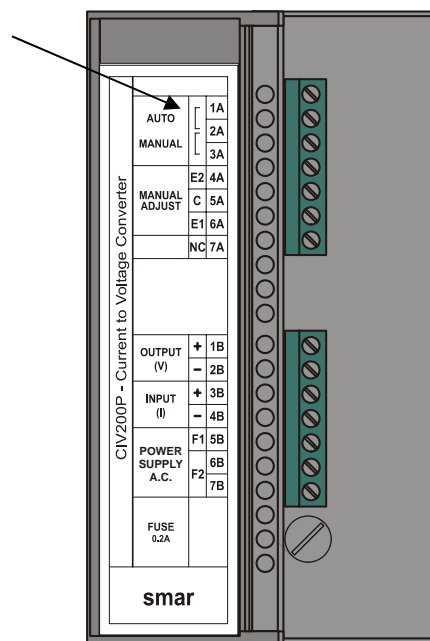 CIV200P - Current to Voltage Converter
AUTO
MANUAL
1A
2A
3A
MANUAL
ADJUST
E2 4A
C 5A
E1 6A
NC 7A
OUTPUT
(V)
+ 1B
− 2B
INPUT
(I)
+ 3B
− 4B
POWER
SUPPLY
A.C.
F1 5B
F2
6B
7B
FUSE
0.2A
smar